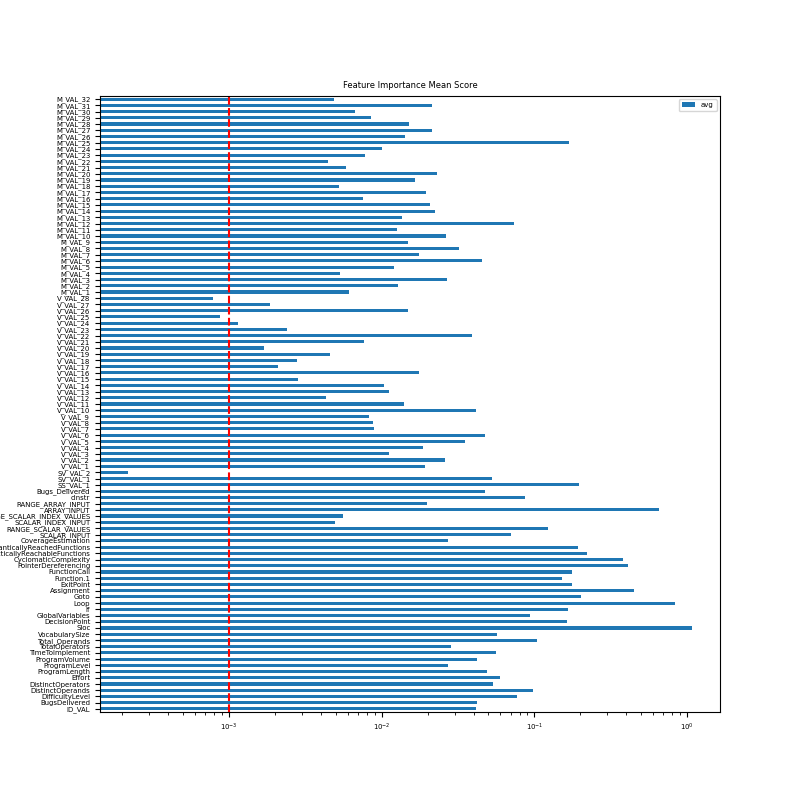 Feature Importance Mean Score
avg
M_VAL_32
M_VAL_31
M_VAL_30
M_VAL_29
M_VAL_28
M_VAL_27
M_VAL_26
M_VAL_25
M_VAL_24
M_VAL_23
M_VAL_22
M_VAL_21
M_VAL_20
M_VAL_19
M_VAL_18
M_VAL_17
M_VAL_16
M_VAL_15
M_VAL_14
M_VAL_13
M_VAL_12
M_VAL_11
M_VAL_10
M_VAL_9
M_VAL_8
M_VAL_7
M_VAL_6
M_VAL_5
M_VAL_4
M_VAL_3
M_VAL_2
M_VAL_1
V_VAL_28
V_VAL_27
V_VAL_26
V_VAL_25
V_VAL_24
V_VAL_23
V_VAL_22
V_VAL_21
V_VAL_20
V_VAL_19
V_VAL_18
V_VAL_17
V_VAL_16
V_VAL_15
V_VAL_14
V_VAL_13
V_VAL_12
V_VAL_11
V_VAL_10
V_VAL_9
V_VAL_8
V_VAL_7
V_VAL_6
V_VAL_5
V_VAL_4
V_VAL_3
V_VAL_2
V_VAL_1
SV_VAL_2
SV_VAL_1
SS_VAL_1
Bugs_Delivered
cInstr
RANGE_ARRAY_INPUT
ARRAY_INPUT
GE_SCALAR_INDEX_VALUES
SCALAR_INDEX_INPUT
RANGE_SCALAR_VALUES
SCALAR_INPUT
CoverageEstimation
anticallyReachedFunctions
ticallyReachableFunctions
CyclomaticComplexity
PointerDereferencing
FunctionCall
Function.1
ExitPoint
Assignment
Goto
Loop
If
GlobalVariables
DecisionPoint
Sloc
VocabularySize
Total_Operands
TotalOperators
TimeToImplement
ProgramVolume
ProgramLevel
ProgramLength
Effort
DistinctOperators
DistinctOperands
DifficultyLevel
BugsDelivered
ID_VAL
10⁻³ 10⁻² 10⁻¹ 10⁰